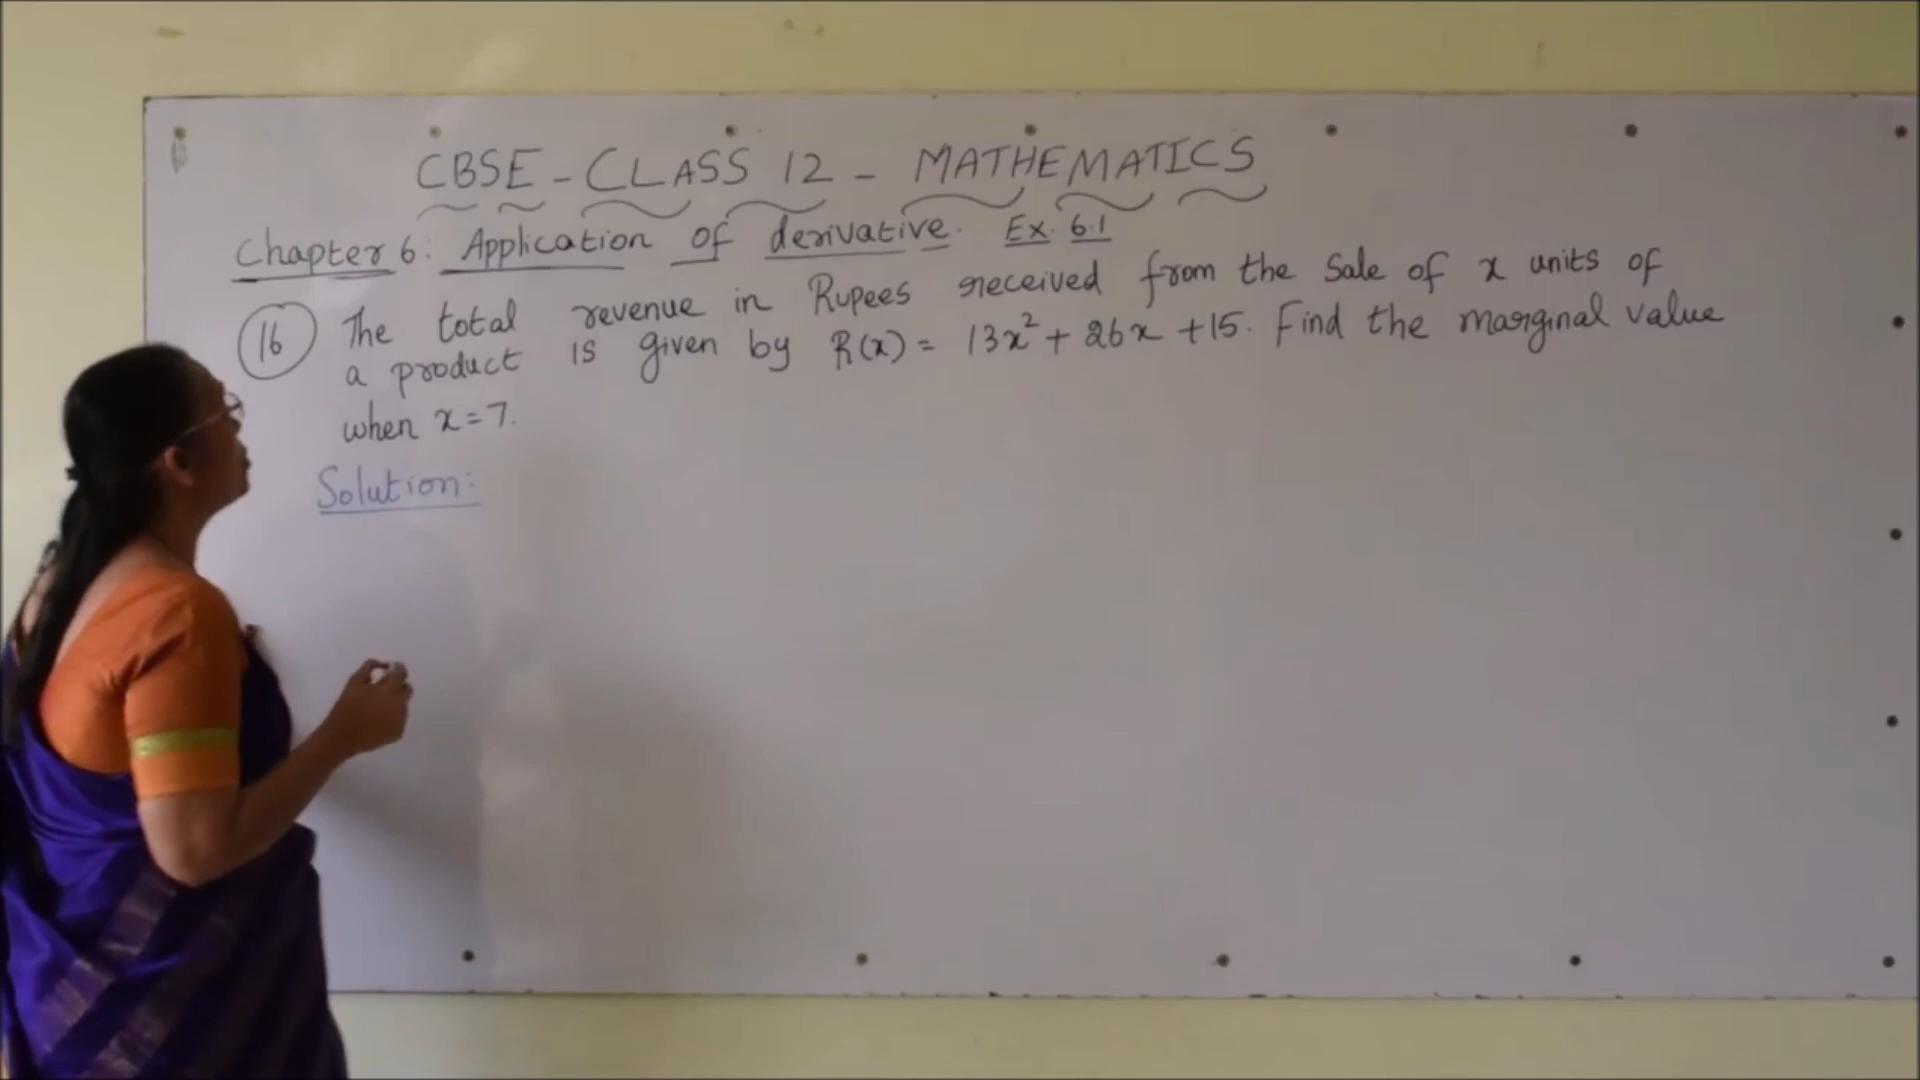 CBSE - CLASS 12 - MATHEMATICS
Chapter 6: Application of derivative. Ex. 6.1
16 The total revenue in Rupees received from the Sale of x units of
a product is given by R(x) = 13x² + 26x + 15. Find the marginal value
when x = 7.
Solution: